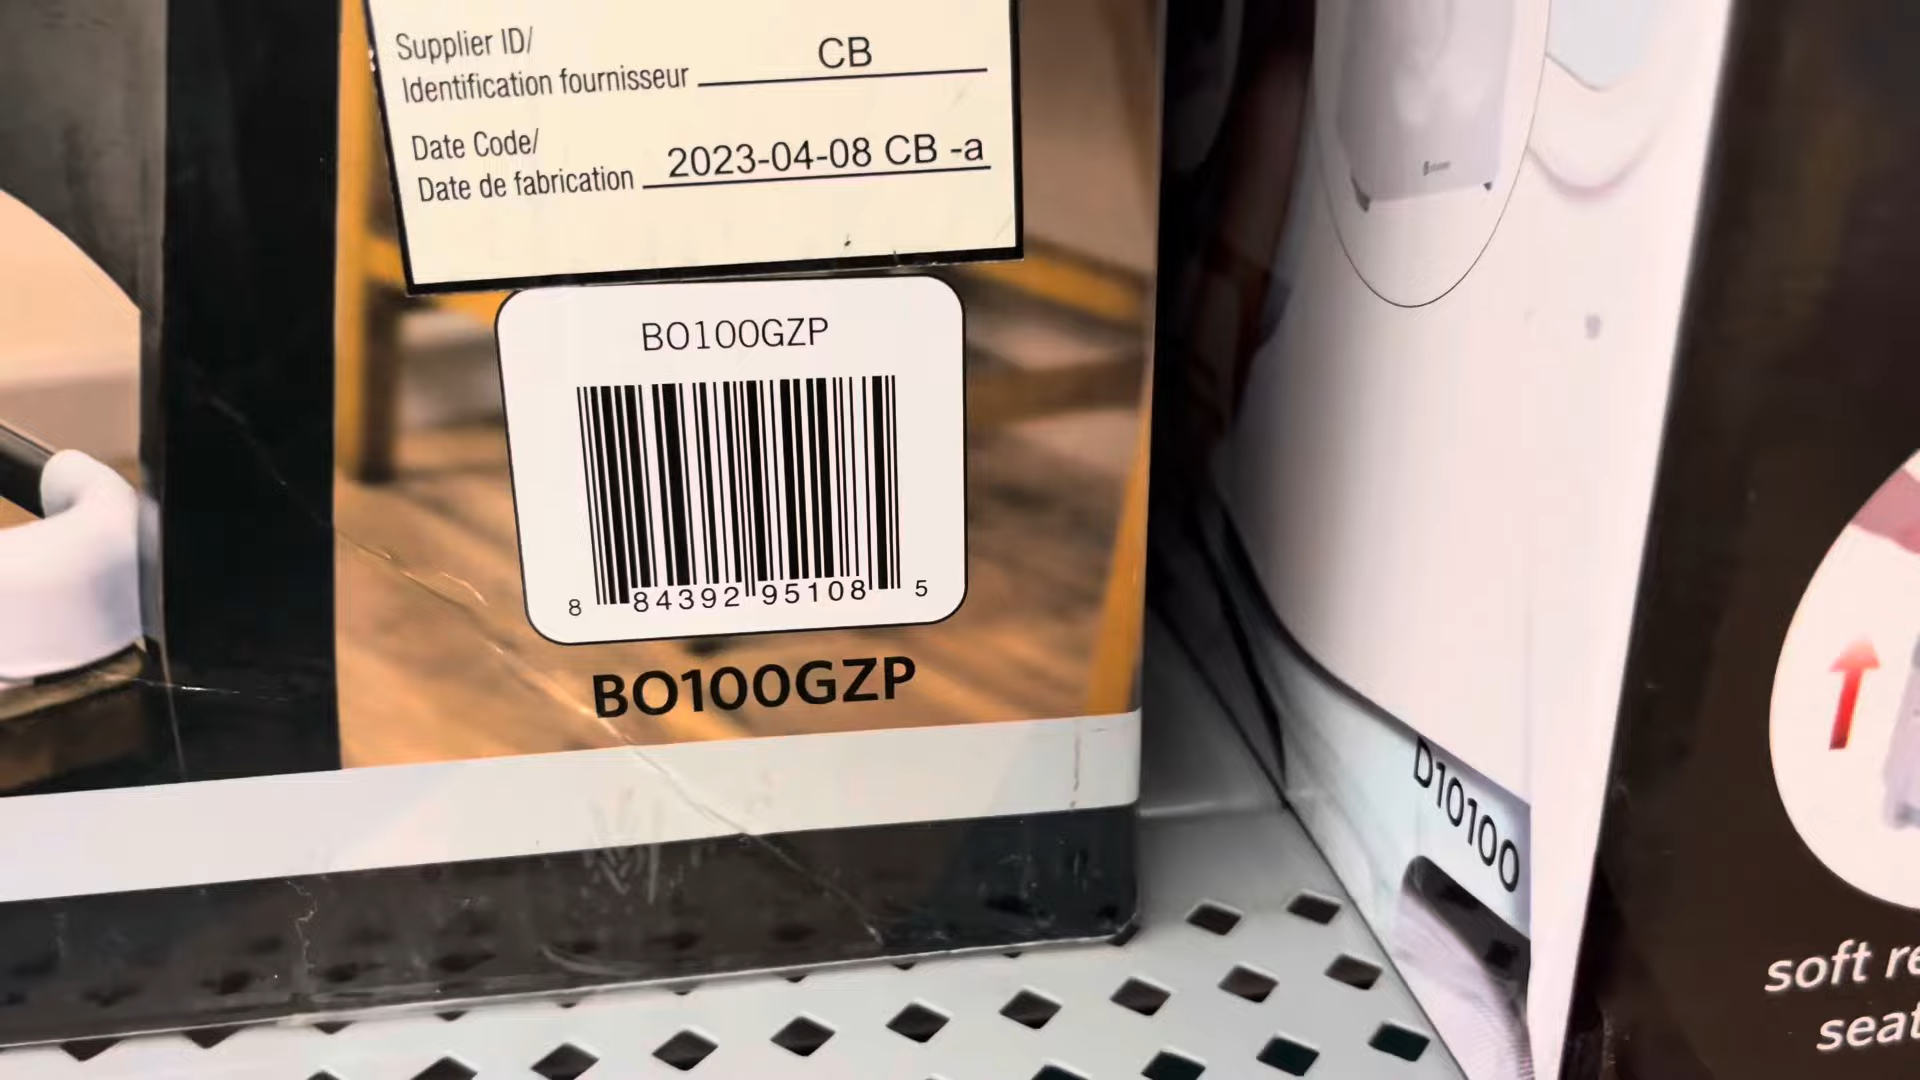 Supplier ID/
Identification fournisseur CB
Date Code/
Date de fabrication 2023-04-08 CB -a
BO100GZP
8 84392 95108 5
BO100GZP
D10100
soft re
seat